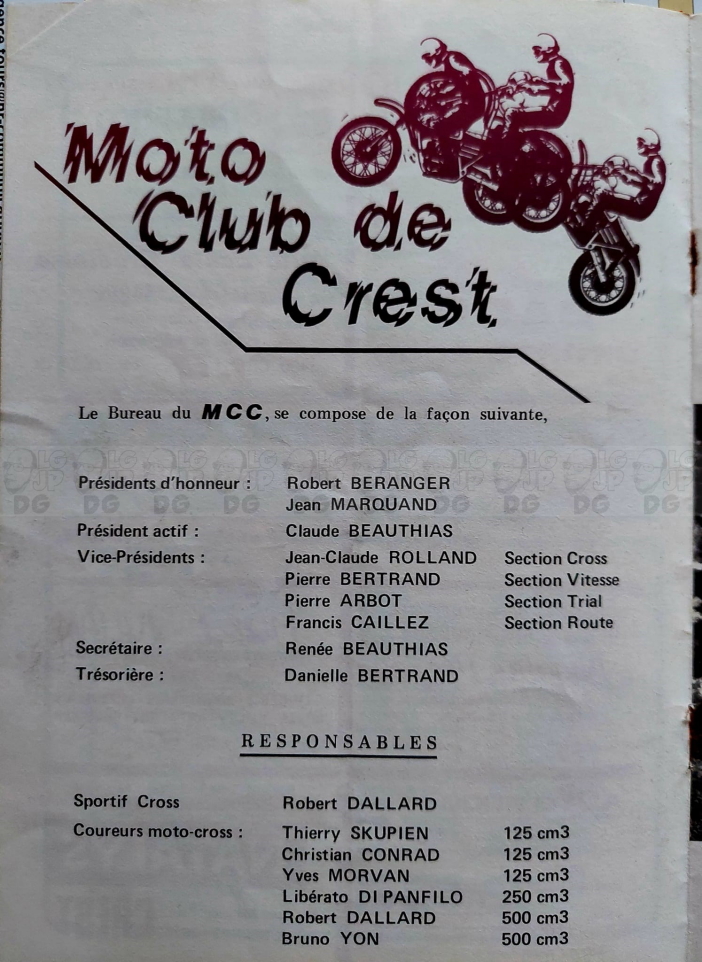 Moto
Club de
Crest
Le Bureau du MCC, se compose de la façon suivante,
Présidents d'honneur : Robert BERANGER
Jean MARQUAND
Président actif : Claude BEAUTHIAS
Vice-Présidents : Jean-Claude ROLLAND Section Cross
Pierre BERTRAND Section Vitesse
Pierre ARBOT Section Trial
Francis CAILLEZ Section Route
Secrétaire : Renée BEAUTHIAS
Trésorière : Danielle BERTRAND
RESPONSABLES
Sportif Cross Robert DALLARD
Coureurs moto-cross : Thierry SKUPIEN 125 cm3
Christian CONRAD 125 cm3
Yves MORVAN 125 cm3
Libérato DI PANFILO 250 cm3
Robert DALLARD 500 cm3
Bruno YON 500 cm3